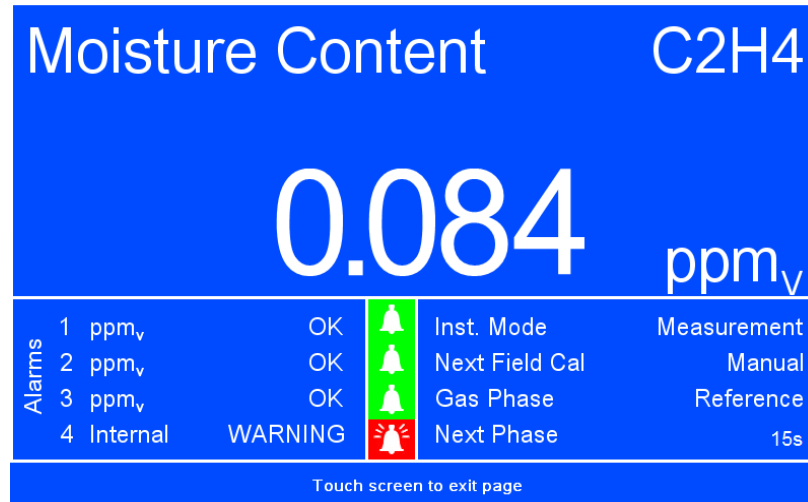 Moisture Content C2H4
0.084 ppmv
Alarms
1 ppmv OK Inst. Mode Measurement
2 ppmv OK Next Field Cal Manual
3 ppmv OK Gas Phase Reference
4 Internal WARNING Next Phase 15s
Touch screen to exit page